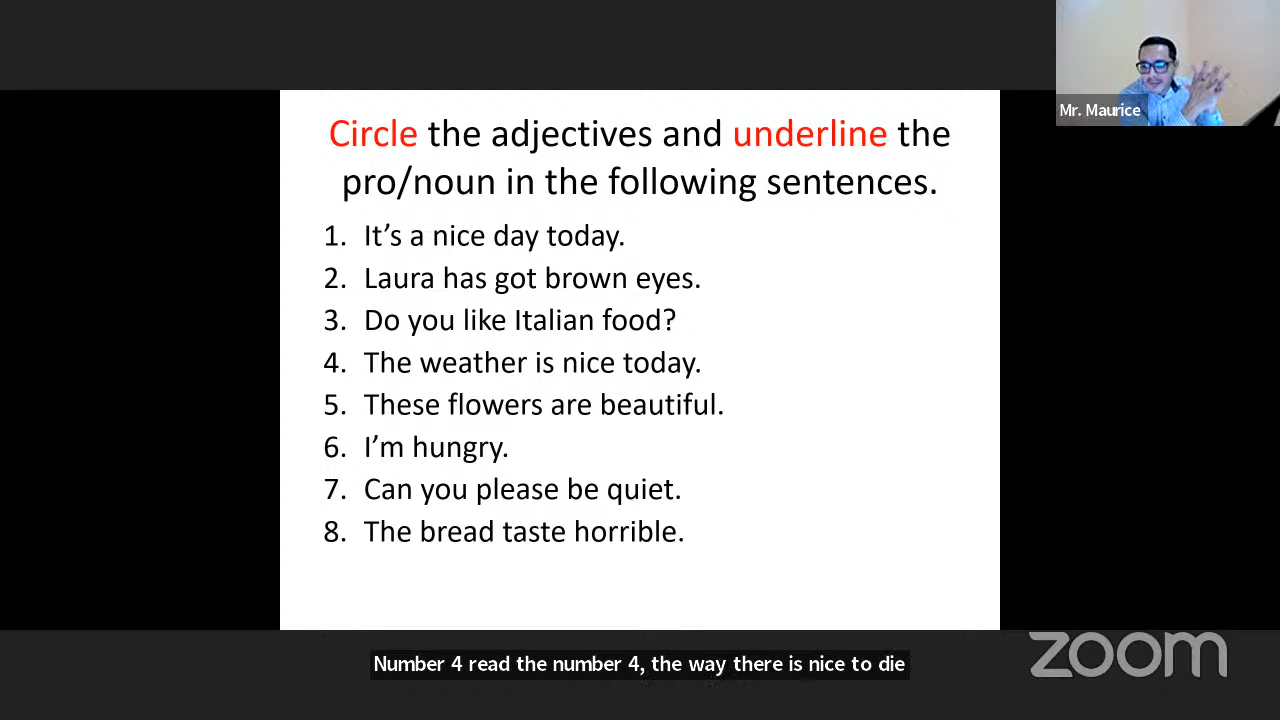 Mr. Maurice
Circle the adjectives and underline the
pro/noun in the following sentences.
1. It’s a nice day today.
2. Laura has got brown eyes.
3. Do you like Italian food?
4. The weather is nice today.
5. These flowers are beautiful.
6. I’m hungry.
7. Can you please be quiet.
8. The bread taste horrible.
Number 4 read the number 4, the way there is nice to die
zoom